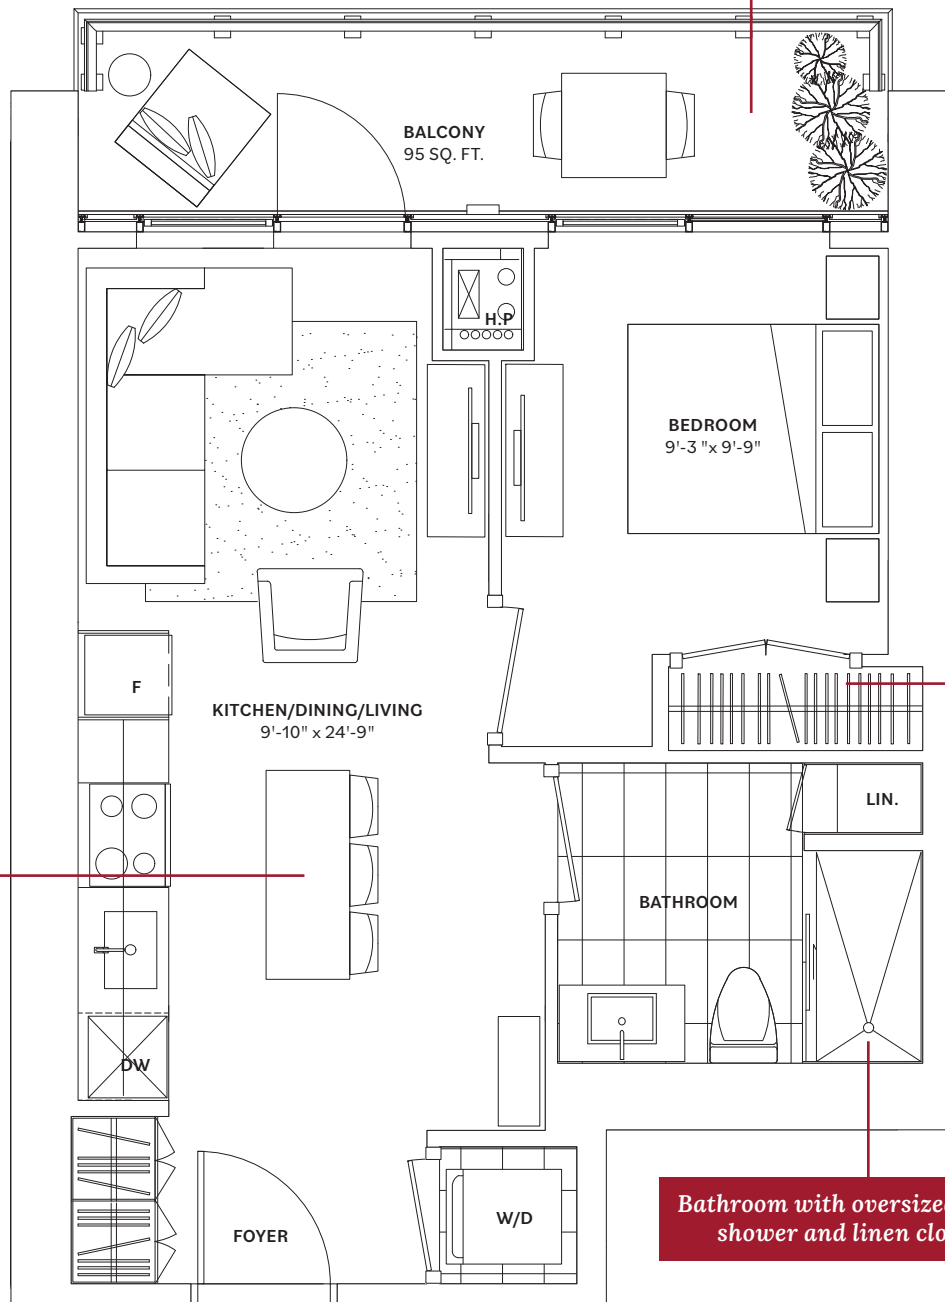 BALCONY
95 SQ. FT.
H.P
BEDROOM
9'-3 "x 9'-9"
F
KITCHEN/DINING/LIVING
9'-10" x 24'-9"
LIN.
BATHROOM
DW
W/D
FOYER
Bathroom with oversized
shower and linen clo